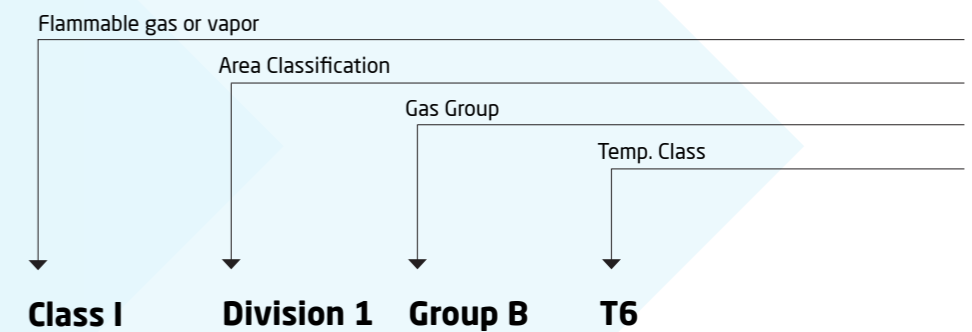 Flammable gas or vapor
Area Classification
Gas Group
Temp. Class
Class I Division 1 Group B T6